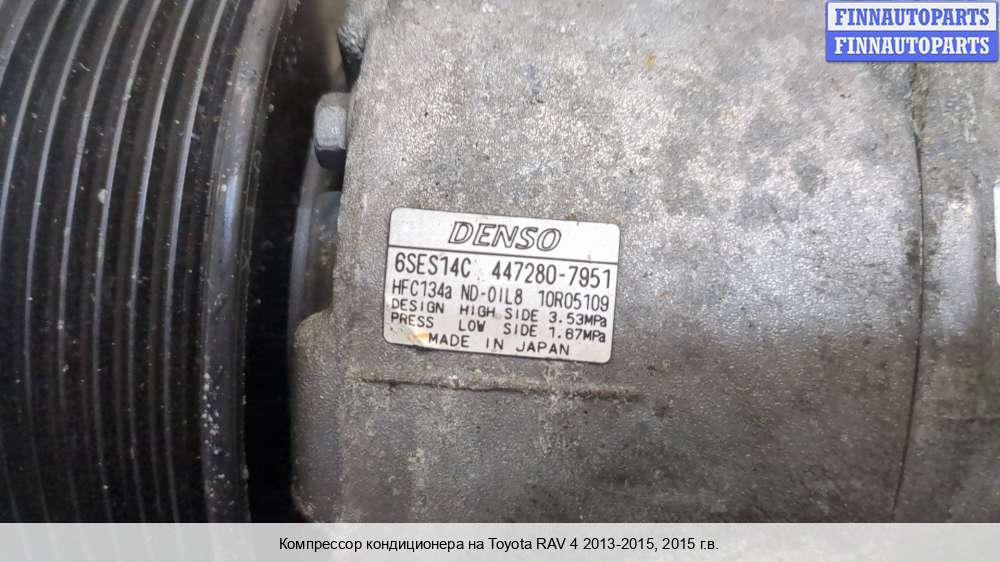 FINNAUTOPARTS
FINNAUTOPARTS
DENSO
6SES14C 447280-7951
HFC134a ND-OIL8 10R05109
DESIGN HIGH SIDE 3.53MPa
PRESS LOW SIDE 1.67MPa
MADE IN JAPAN
Компрессор кондиционера на Toyota RAV 4 2013-2015, 2015 г.в.